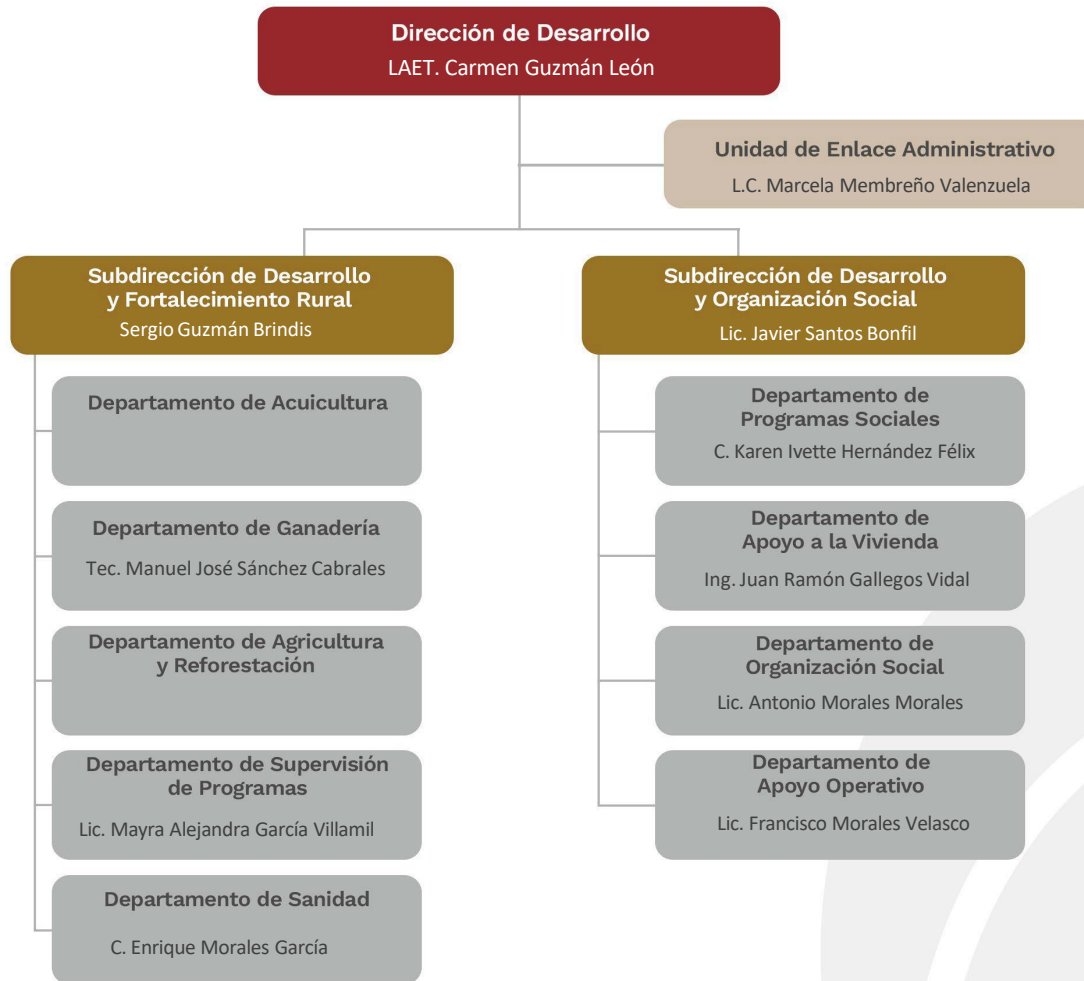 Dirección de Desarrollo
LAET. Carmen Guzmán León
Unidad de Enlace Administrativo
L.C. Marcela Membreño Valenzuela
Subdirección de Desarrollo
y Fortalecimiento Rural
Sergio Guzmán Brindis
Departamento de Acuicultura
Departamento de Ganadería
Tec. Manuel José Sánchez Cabrales
Departamento de Agricultura
y Reforestación
Departamento de Supervisión
de Programas
Lic. Mayra Alejandra García Villamil
Departamento de Sanidad
C. Enrique Morales García
Subdirección de Desarrollo
y Organización Social
Lic. Javier Santos Bonfil
Departamento de
Programas Sociales
C. Karen Ivette Hernández Félix
Departamento de
Apoyo a la Vivienda
Ing. Juan Ramón Gallegos Vidal
Departamento de
Organización Social
Lic. Antonio Morales Morales
Departamento de
Apoyo Operativo
Lic. Francisco Morales Velasco